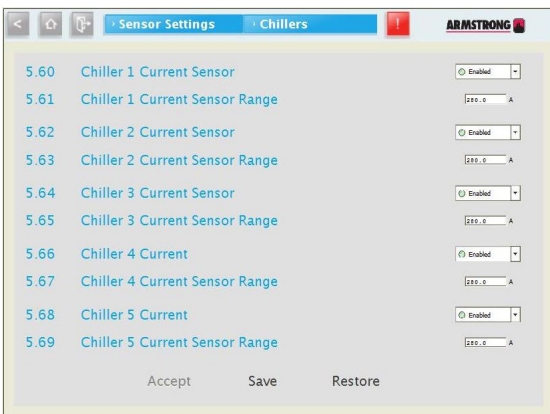 < Sensor Settings Chillers ! ARMSTRONG
5.60 Chiller 1 Current Sensor Enabled
5.61 Chiller 1 Current Sensor Range 280.0 A
5.62 Chiller 2 Current Sensor Enabled
5.63 Chiller 2 Current Sensor Range 280.0 A
5.64 Chiller 3 Current Sensor Enabled
5.65 Chiller 3 Current Sensor Range 280.0 A
5.66 Chiller 4 Current Enabled
5.67 Chiller 4 Current Sensor Range 280.0 A
5.68 Chiller 5 Current Enabled
5.69 Chiller 5 Current Sensor Range 280.0 A
Accept Save Restore